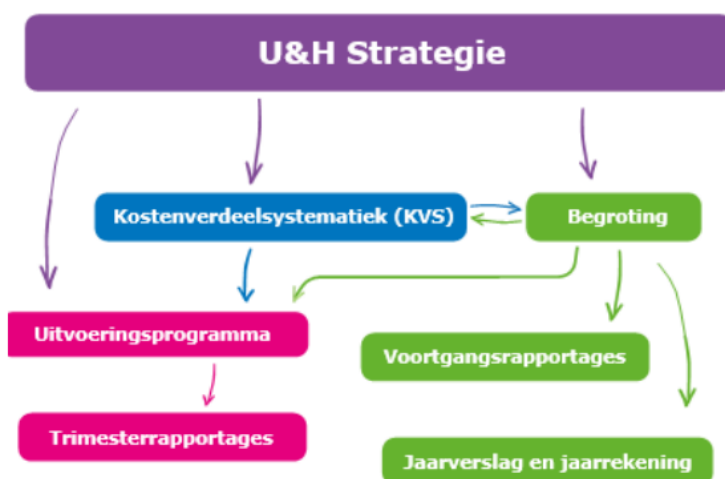 U&H Strategie
Kostenverdeelsystematiek (KVS)
Begroting
Uitvoeringsprogramma
Voortgangsrapportages
Trimesterrapportages
Jaarverslag en jaarrekening